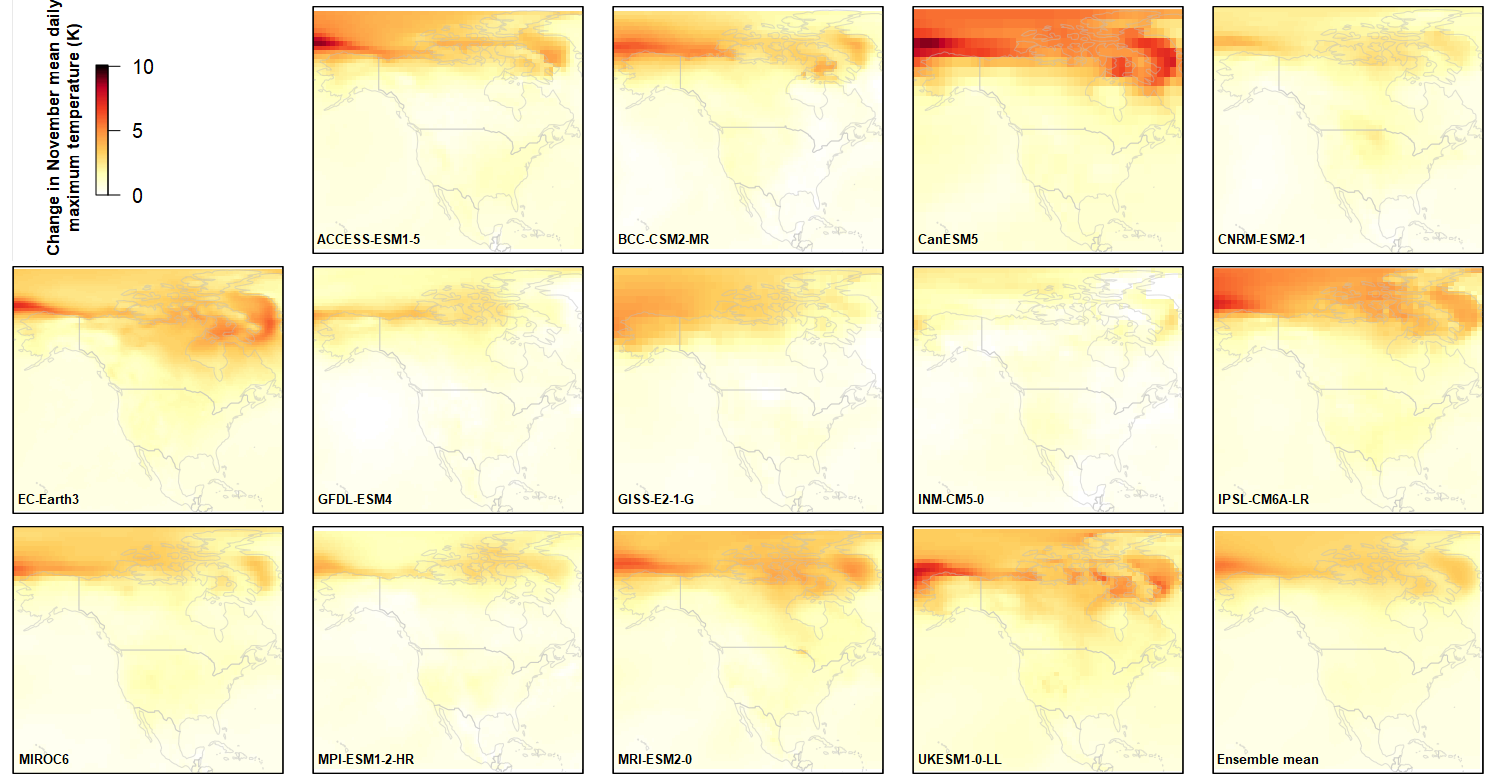 Change in November mean daily
maximum temperature (K)
10
5
0
ACCESS-ESM1-5
BCC-CSM2-MR
CanESM5
CNRM-ESM2-1
EC-Earth3
GFDL-ESM4
GISS-E2-1-G
INM-CM5-0
IPSL-CM6A-LR
MIROC6
MPI-ESM1-2-HR
MRI-ESM2-0
UKESM1-0-LL
Ensemble mean